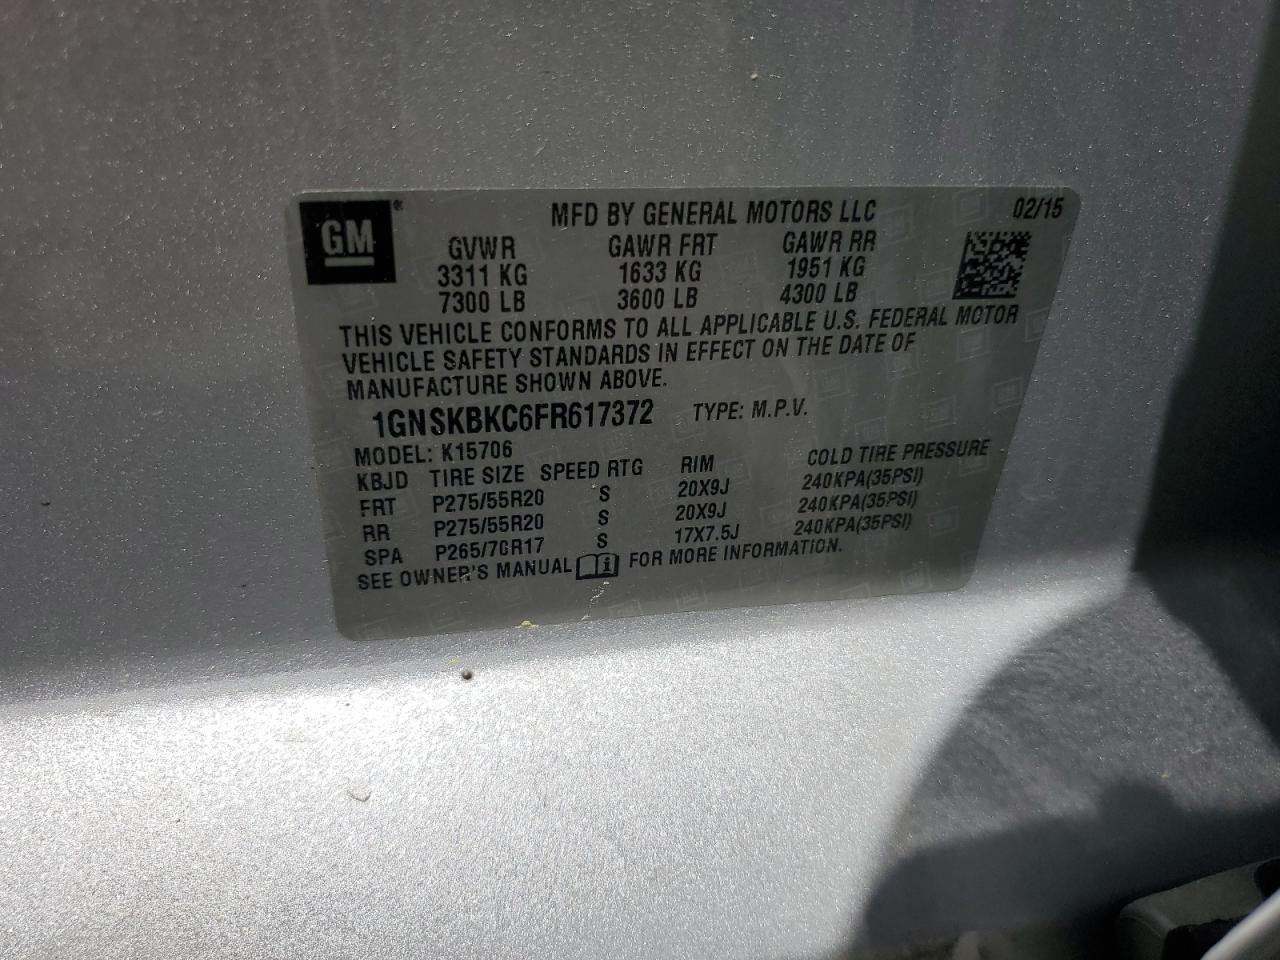 GM® MFD BY GENERAL MOTORS LLC 02/15
GVWR GAWR FRT GAWR RR
3311 KG 1633 KG 1951 KG
7300 LB 3600 LB 4300 LB
THIS VEHICLE CONFORMS TO ALL APPLICABLE U.S. FEDERAL MOTOR
VEHICLE SAFETY STANDARDS IN EFFECT ON THE DATE OF
MANUFACTURE SHOWN ABOVE.
1GNSKBKC6FR617372 TYPE: M.P.V.
MODEL: K15706
KBJD TIRE SIZE SPEED RTG RIM COLD TIRE PRESSURE
FRT P275/55R20 S 20X9J 240KPA(35PSI)
RR P275/55R20 S 20X9J 240KPA(35PSI)
SPA P265/70R17 S 17X7.5J 240KPA(35PSI)
SEE OWNER'S MANUAL FOR MORE INFORMATION.